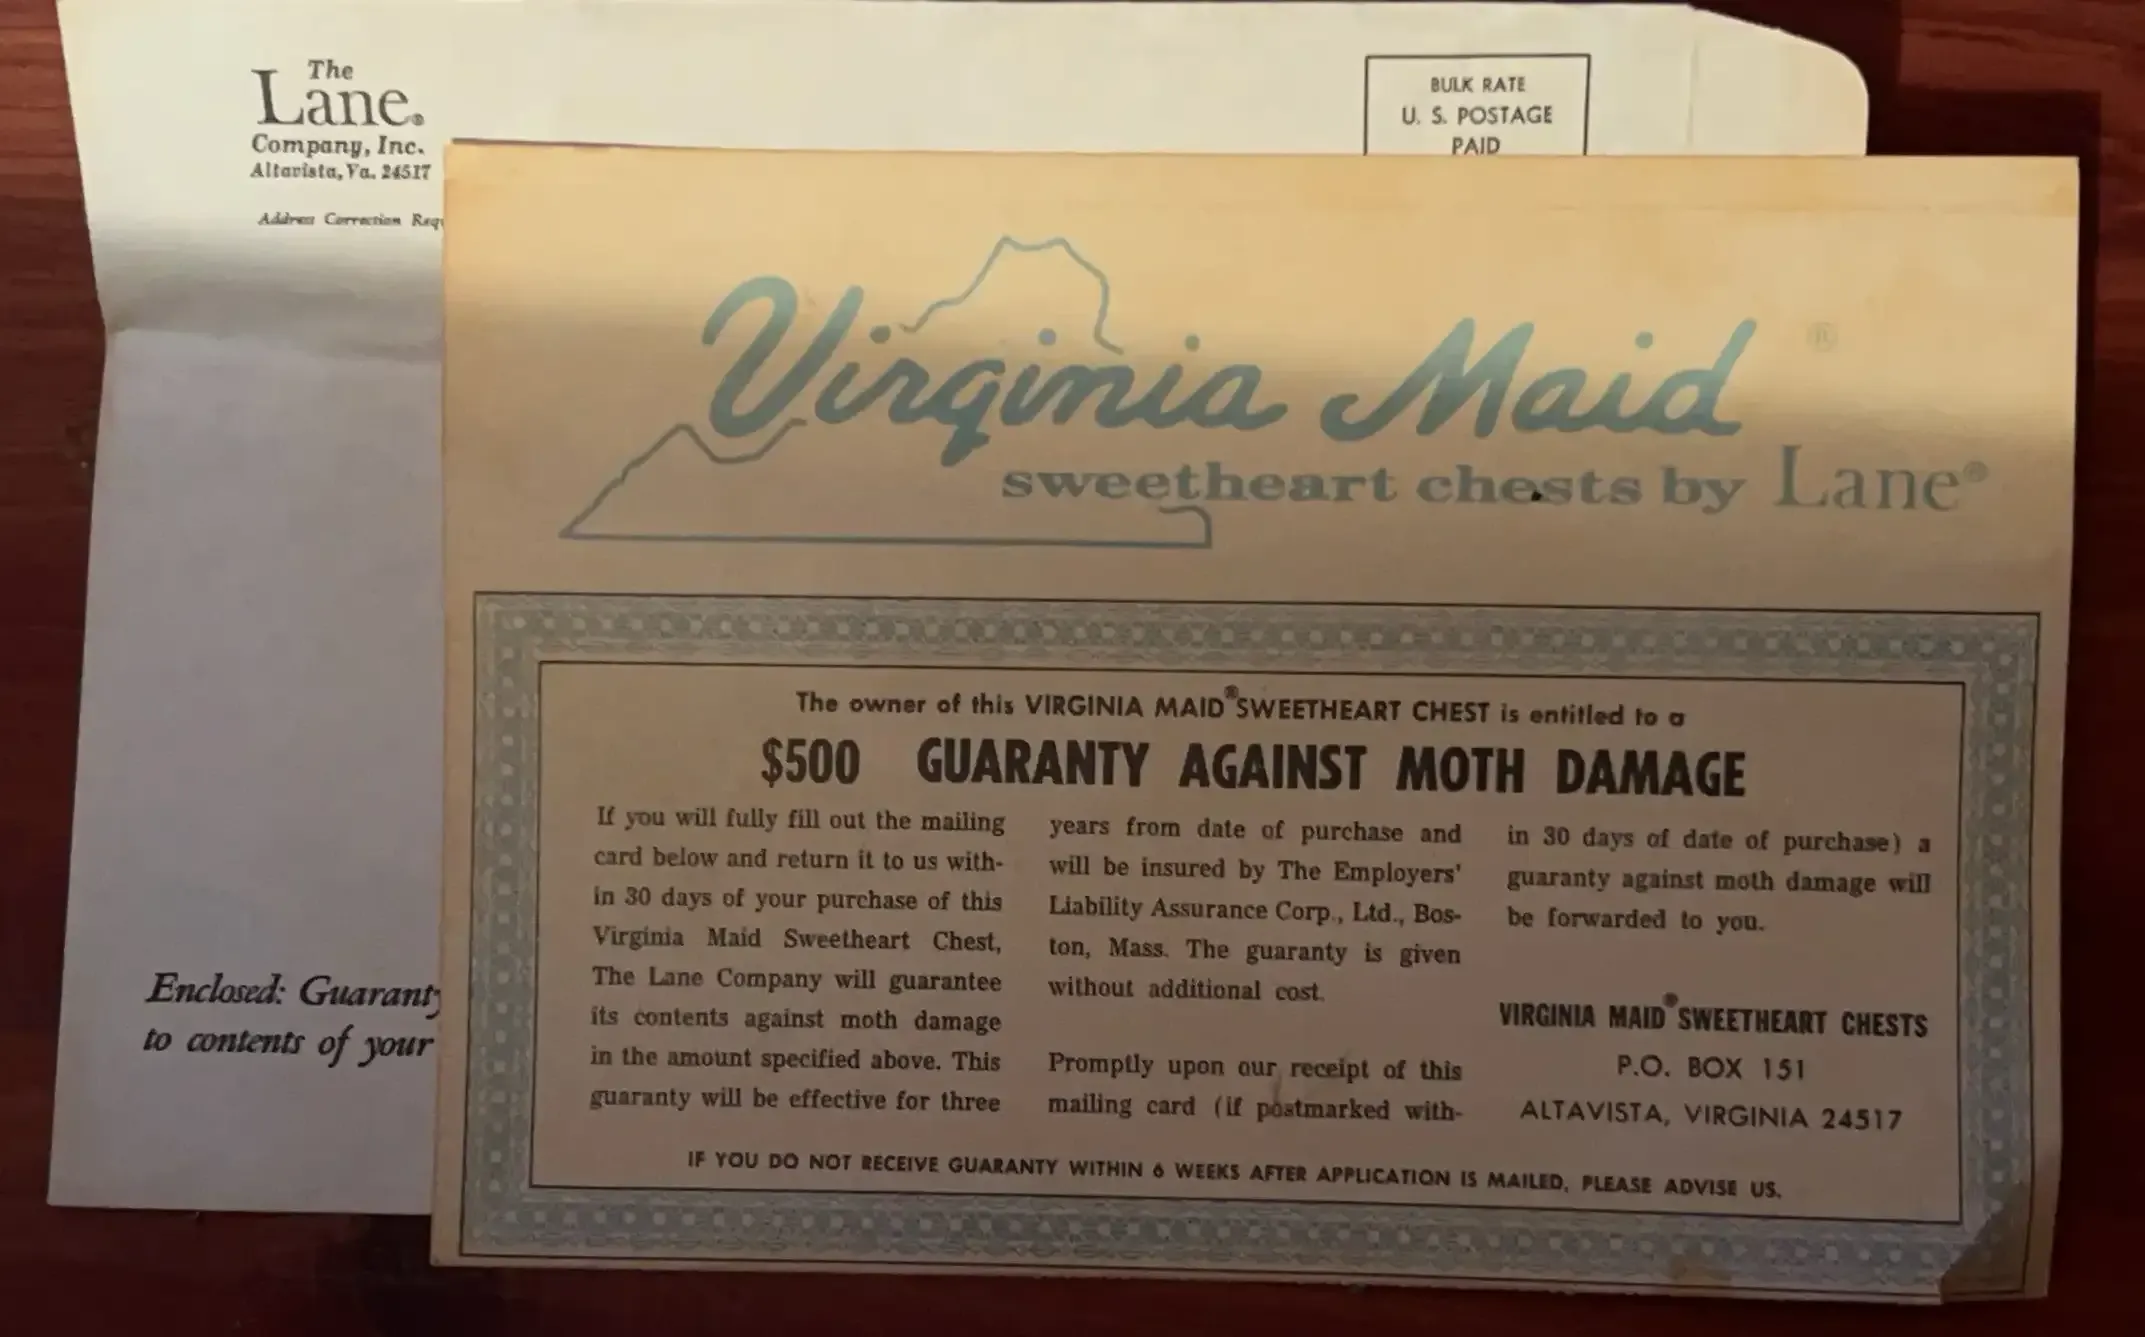 The
Lane®
Company, Inc.
Altavista, Va. 24517
Address Correction
BULK RATE
U. S. POSTAGE
PAID
Enclosed:
to contents of your
Virginia Maid ®
sweetheart chests by Lane®
The owner of this VIRGINIA MAID® SWEETHEART CHEST is entitled to a
$500 GUARANTY AGAINST MOTH DAMAGE
If you will fully fill out the mailing
card below and return it to us with-
in 30 days of your purchase of this
Virginia Maid Sweetheart Chest,
The Lane Company will guarantee
its contents against moth damage
in the amount specified above. This
guaranty will be effective for three
years from date of purchase and
will be insured by The Employers'
Liability Assurance Corp., Ltd., Bos-
ton, Mass. The guaranty is given
without additional cost.
Promptly upon our receipt of this
mailing card (if postmarked with-
in 30 days of date of purchase) a
guaranty against moth damage will
be forwarded to you.
VIRGINIA MAID® SWEETHEART CHESTS
P.O. BOX 151
ALTAVISTA, VIRGINIA 24517
IF YOU DO NOT RECEIVE GUARANTY WITHIN 6 WEEKS AFTER APPLICATION IS MAILED, PLEASE ADVISE US.